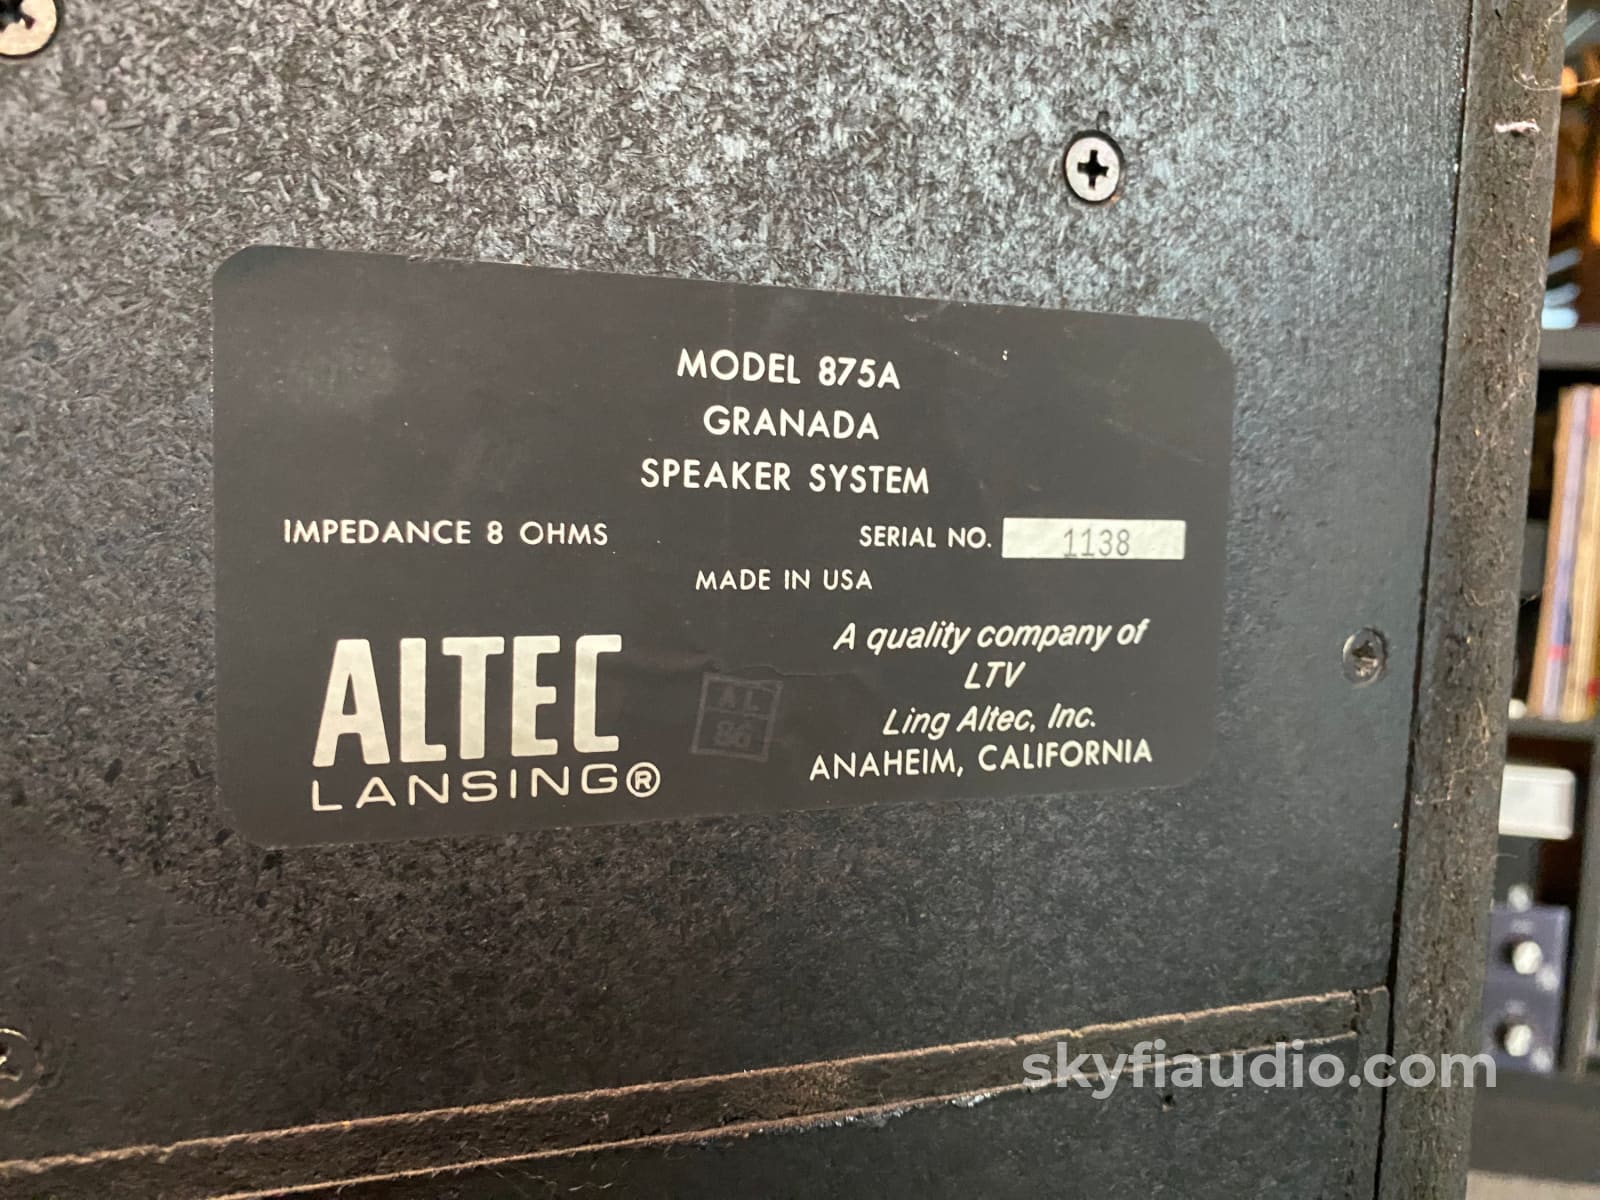 MODEL 875A
GRANADA
SPEAKER SYSTEM
IMPEDANCE 8 OHMS
SERIAL NO. 1138
MADE IN USA
ALTEC
LANSING®
AL
A quality company of
LTV
Ling Altec, Inc.
ANAHEIM, CALIFORNIA
skyfiaudio.com